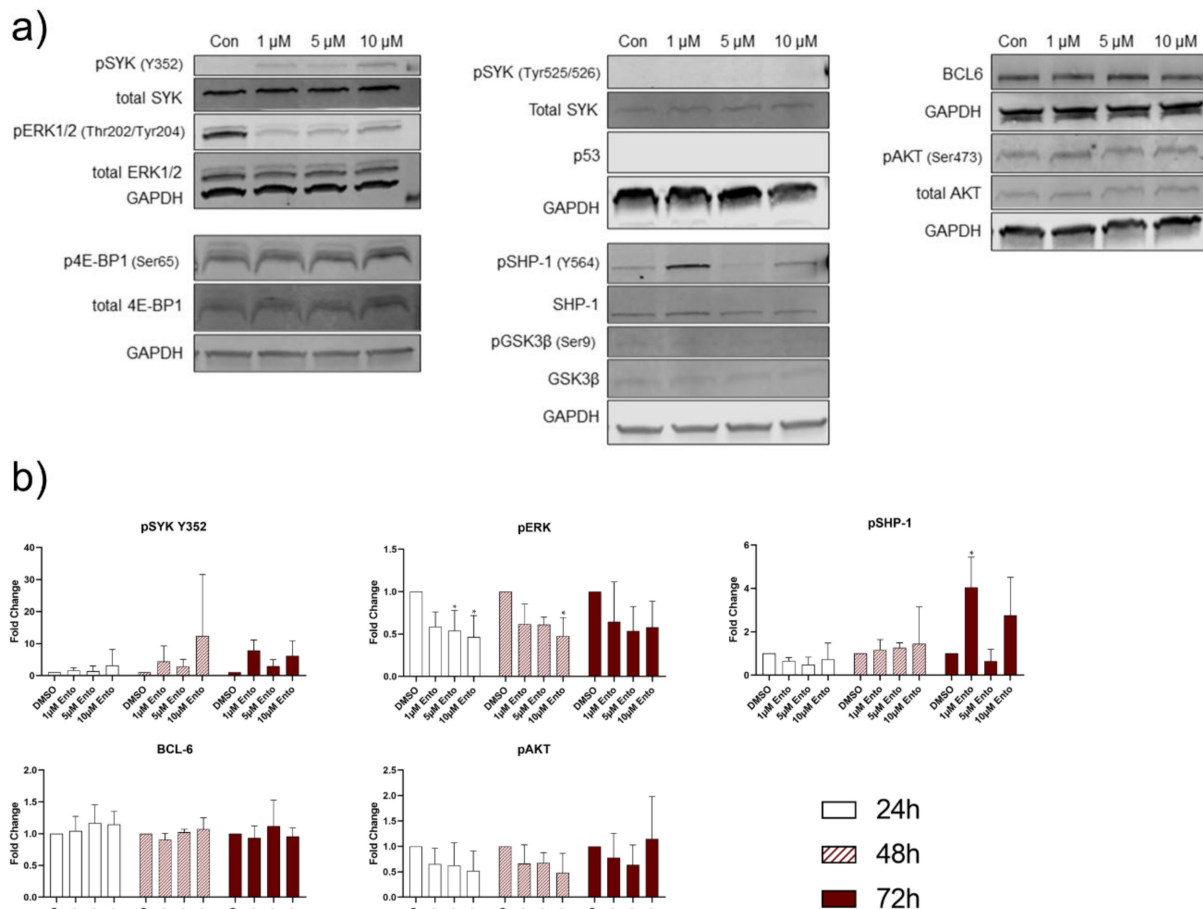 a)
Con 1 µM 5 µM 10 µM
pSYK (Y352)
total SYK
pERK1/2 (Thr202/Tyr204)
total ERK1/2
GAPDH
p4E-BP1 (Ser65)
total 4E-BP1
GAPDH
Con 1 µM 5 µM 10 µM
pSYK (Tyr525/526)
Total SYK
p53
GAPDH
pSHP-1 (Y564)
SHP-1
pGSK3β (Ser9)
GSK3β
GAPDH
Con 1 µM 5 µM 10 µM
BCL6
GAPDH
pAKT (Ser473)
total AKT
GAPDH
b)
pSYK Y352
Fold Change
40
30
20
10
0
DMSO 1µM Ento 5µM Ento 10µM Ento DMSO 1µM Ento 5µM Ento 10µM Ento DMSO 1µM Ento 5µM Ento 10µM Ento
pERK
Fold Change
1.5
1.0
0.5
0.0
* * * 
DMSO 1µM Ento 5µM Ento 10µM Ento DMSO 1µM Ento 5µM Ento 10µM Ento DMSO 1µM Ento 5µM Ento 10µM Ento
pSHP-1
Fold Change
6
4
2
0
*
DMSO 1µM Ento 5µM Ento 10µM Ento DMSO 1µM Ento 5µM Ento 10µM Ento DMSO 1µM Ento 5µM Ento 10µM Ento
BCL-6
Fold Change
2.0
1.5
1.0
0.5
0.0
pAKT
Fold Change
2.0
1.5
1.0
0.5
0.0
24h
48h
72h